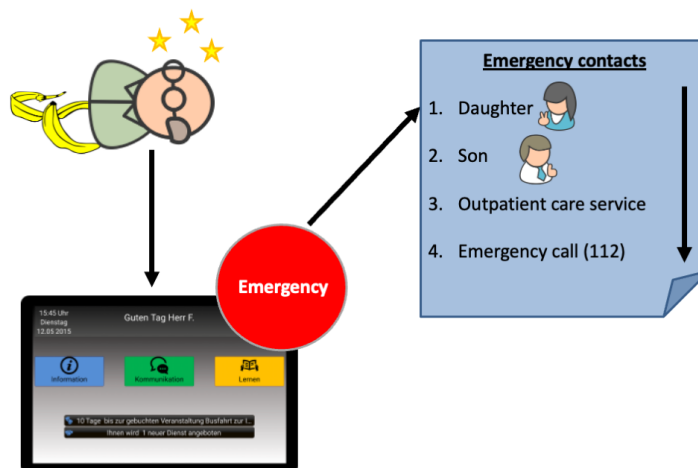 Emergency contacts
1. Daughter
2. Son
3. Outpatient care service
4. Emergency call (112)
Emergency
15:45 Uhr
Dienstag
12.05.2015
Guten Tag Herr F.
Information
Kommunikation
Lernen
10 Tage bis zur gebuchten Veranstaltung Busfahrt zur I...
Ihnen wird 1 neuer Dienst angeboten